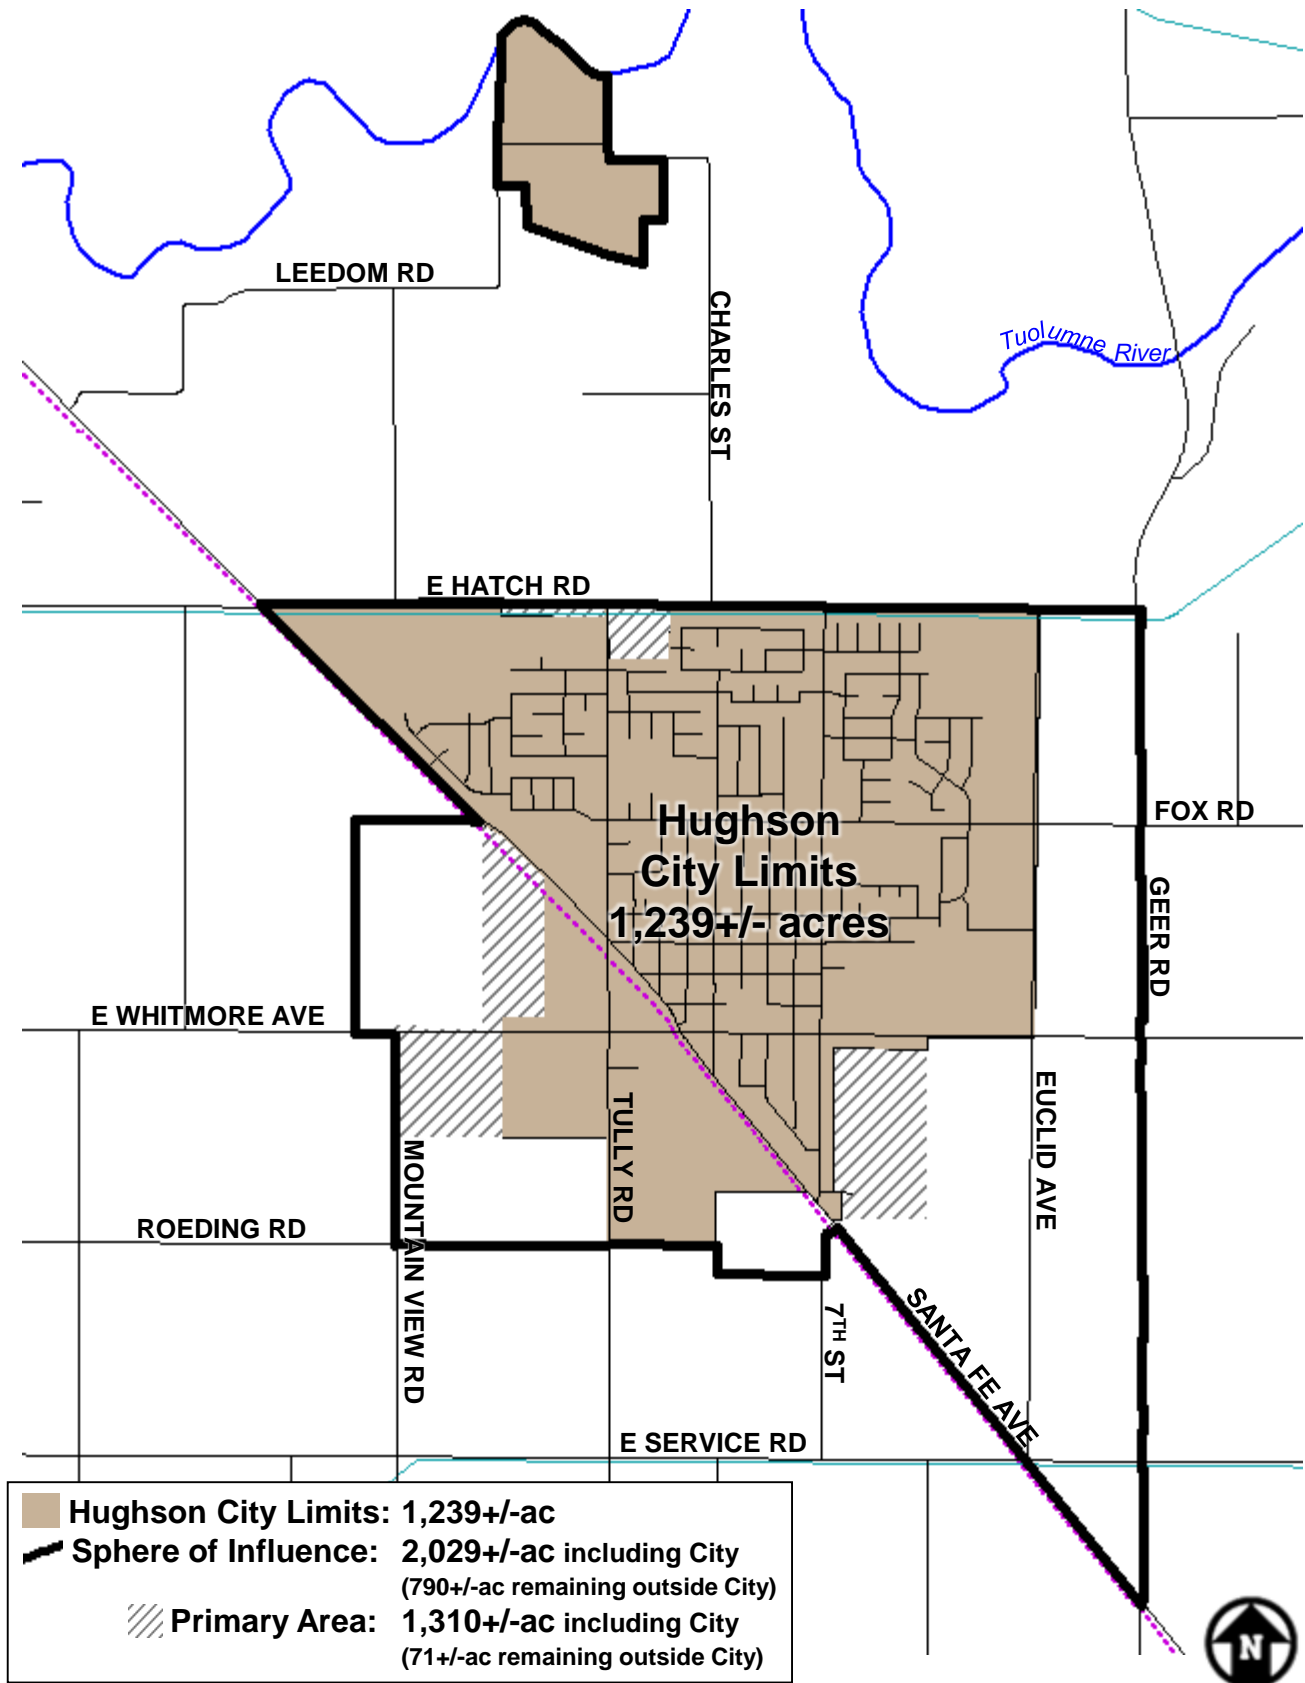 LEEDOM RD
CHARLES ST
Tuolumne River
E HATCH RD
FOX RD
Hughson
City Limits
1,239+/- acres
GEER RD
E WHITMORE AVE
EUCLID AVE
TULLY RD
MOUNTAIN VIEW RD
ROEDING RD
7TH ST
SANTA FE AVE
E SERVICE RD
Hughson City Limits: 1,239+/-ac
Sphere of Influence: 2,029+/-ac including City
(790+/-ac remaining outside City)
Primary Area: 1,310+/-ac including City
(71+/-ac remaining outside City)
N